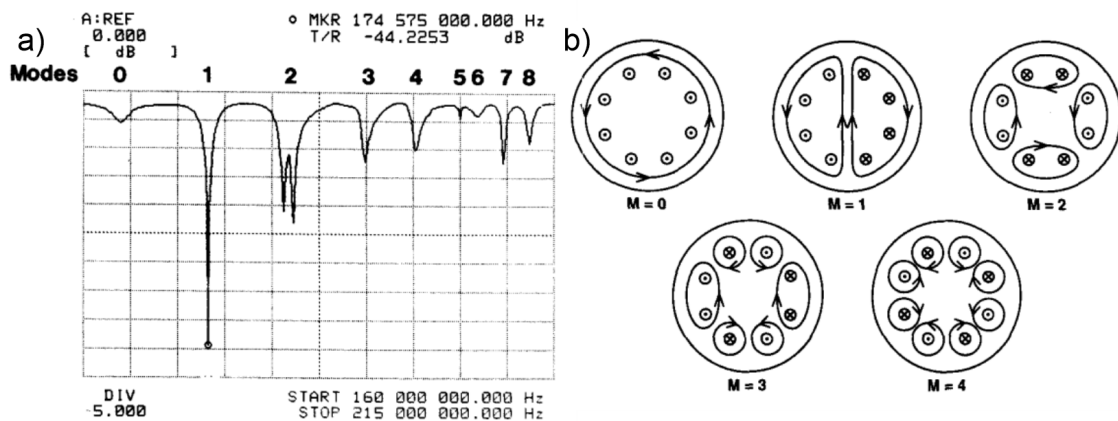 a)
A:REF
0.000
[ dB ]
o MKR 174 575 000.000 Hz
T/R -44.2253 dB
Modes 0 1 2 3 4 5 6 7 8
DIV
-5.000
START 160 000 000.000 Hz
STOP 215 000 000.000 Hz
b)
M = 0
M = 1
M = 2
M = 3
M = 4